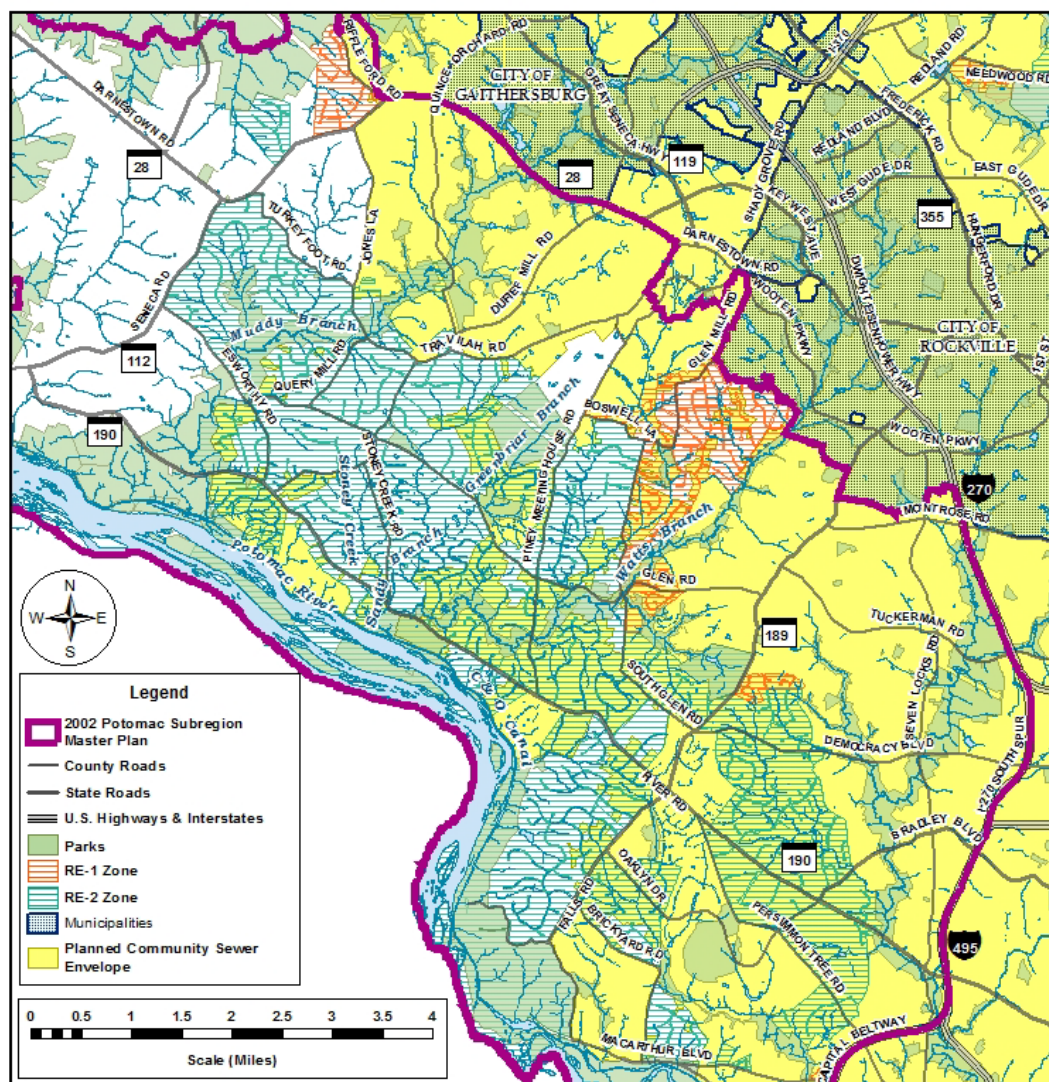 RIFFLE FORD RD
QUINCE ORCHARD RD
CITY OF
GAITHERSBURG
GREAT SENECA HWY
I-370
REDLAND RD
NEEDWOOD RD
FREDERICK RD
DARNESTOWN RD
28
119
28
SHADY GROVE RD
REDLAND BLVD
WEST GUDE DR
EAST GUDE DR
KEY WEST AVE
355
HUNGERFORD DR
TURKEY FOOT RD
JONES LA
DUFIEF MILL RD
DARNESTOWN RD
WOOTEN PKWY
DWIGHT EISENHOWER HWY
CITY OF
ROCKVILLE
1ST ST
SENECA RD
112
Muddy Branch
QUERY MILL RD
TRAVILAH RD
GLEN MILL RD
ESWORTHY RD
190
BOSWELL LA
WOOTEN PKWY
270
MONTROSE RD
STONEY CREEK RD
Stoney Creek
Greenbriar Branch
PINEY MEETINGHOUSE RD
Sandy Branch
Watts Branch
Potomac River
GLEN RD
TUCKERMAN RD
189
SEVEN LOCKS RD
SOUTH GLEN RD
DEMOCRACY BLVD
I-270 SOUTH SPUR
C & O Canal
RIVER RD
BRADLEY BLVD
190
OAKLYN DR
FALLS RD
BRICKYARD RD
PERSIMMON TREE RD
495
MACARTHUR BLVD
CAPITAL BELTWAY
N
W E
S
Legend
2002 Potomac Subregion
Master Plan
County Roads
State Roads
U.S. Highways & Interstates
Parks
RE-1 Zone
RE-2 Zone
Municipalities
Planned Community Sewer
Envelope
0 0.5 1 1.5 2 2.5 3 3.5 4
Scale (Miles)